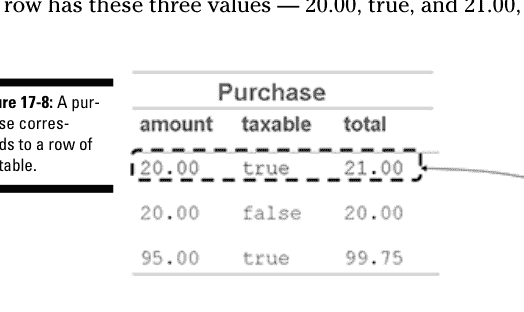 row has these three values — 20.00, true, and 21.00,
ure 17-8: A pur-
se corres-
ds to a row of
table.
Purchase
amount taxable total
20.00 true 21.00
20.00 false 20.00
95.00 true 99.75